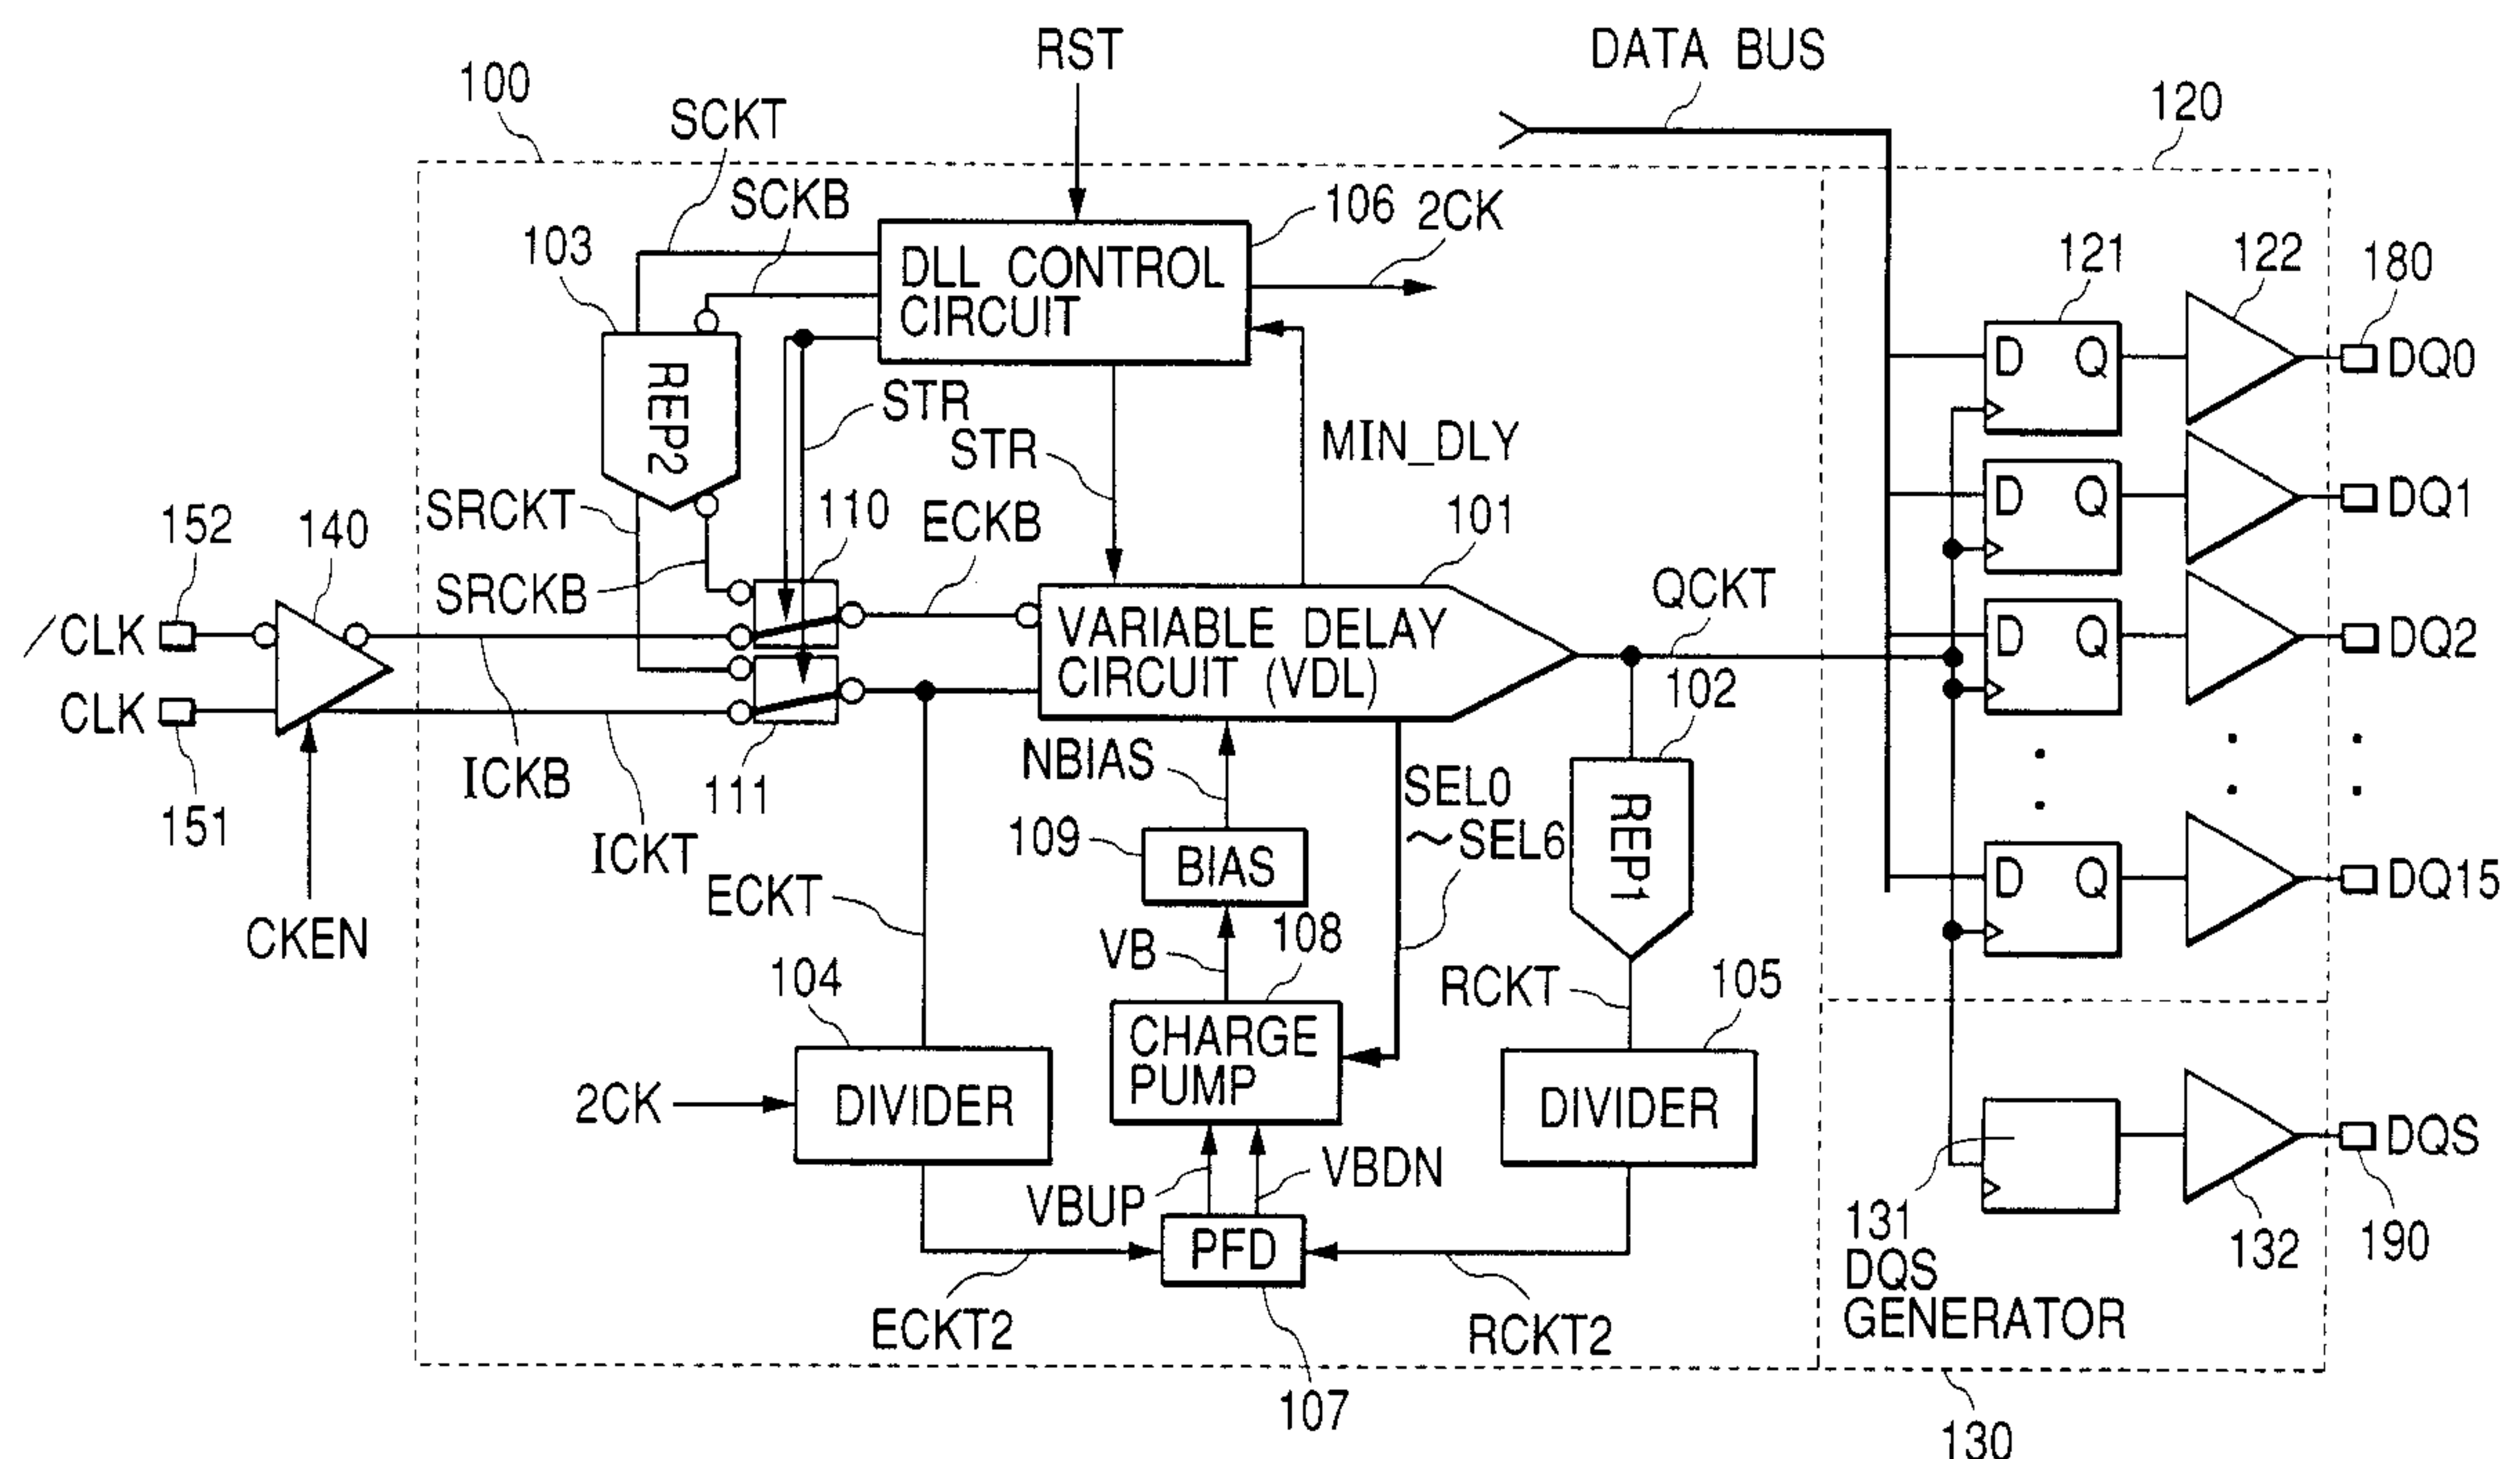 RST
DATA BUS
100
SCKT
120
SCKB
106
2CK
103
DLL CONTROL
CIRCUIT
121
122
180
D Q
DQ0
REP2
STR
STR
MIN_DLY
SRCKT
110
ECKB
101
D Q
DQ1
152
140
SRCKB
QCKT
/CLK
VARIABLE DELAY
CIRCUIT (VDL)
D Q
DQ2
102
CLK
151
ICKB
111
NBIAS
SEL0
~SEL6
ICKT
109
BIAS
REP1
ECKT
D Q
DQ15
CKEN
VB
108
104
RCKT
105
CHARGE
PUMP
2CK
DIVIDER
DIVIDER
DQS
VBUP
VBDN
131
DQS
GENERATOR
132
190
PFD
ECKT2
RCKT2
107
130